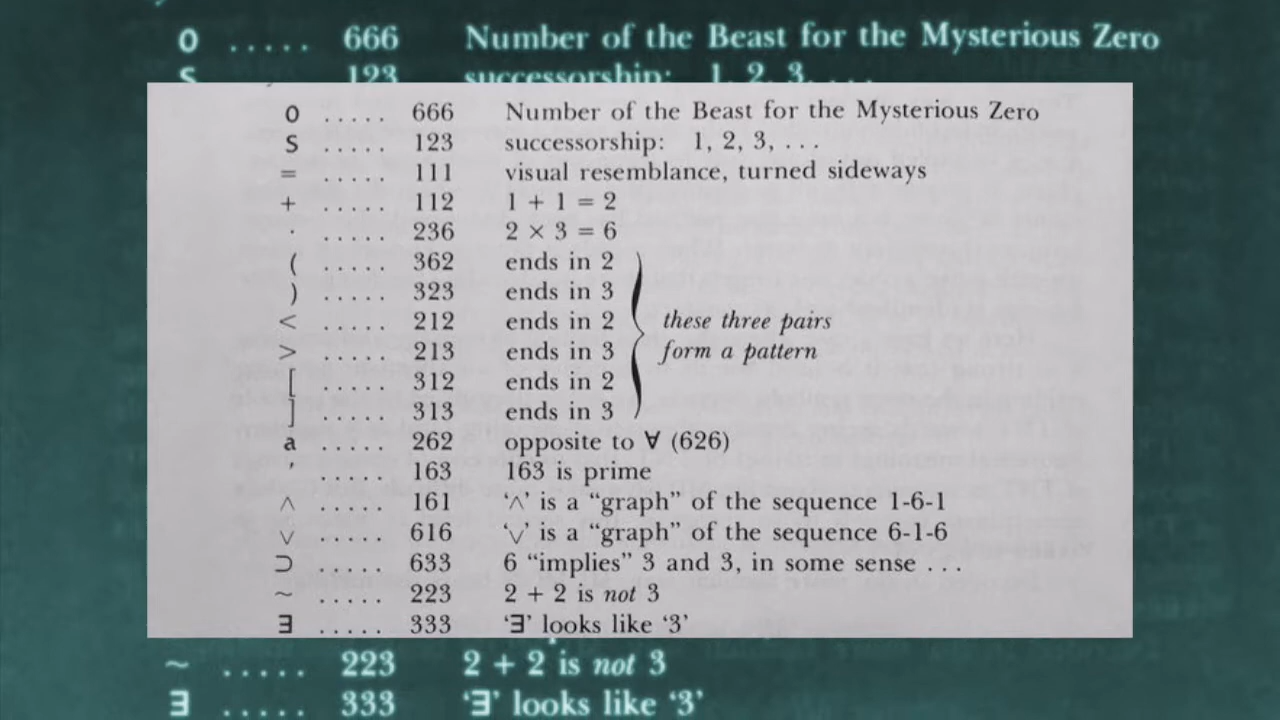 O ..... 666 Number of the Beast for the Mysterious Zero
S 123 successorship: 1, 2, 3, . . .
O ..... 666 Number of the Beast for the Mysterious Zero
S ..... 123 successorship: 1, 2, 3, . . .
= ..... 111 visual resemblance, turned sideways
+ ..... 112 1 + 1 = 2
· ..... 236 2 × 3 = 6
( ..... 362 ends in 2
) ..... 323 ends in 3
< ..... 212 ends in 2 these three pairs
> ..... 213 ends in 3 form a pattern
[ ..... 312 ends in 2
] ..... 313 ends in 3
a ..... 262 opposite to ∀ (626)
′ ..... 163 163 is prime
∧ ..... 161 ‘∧’ is a “graph” of the sequence 1-6-1
∨ ..... 616 ‘∨’ is a “graph” of the sequence 6-1-6
⊃ ..... 633 6 “implies” 3 and 3, in some sense . . .
~ ..... 223 2 + 2 is not 3
∃ ..... 333 ‘∃’ looks like ‘3’
~ ..... 223 2 + 2 is not 3
∃ ..... 333 ‘∃’ looks like ‘3’